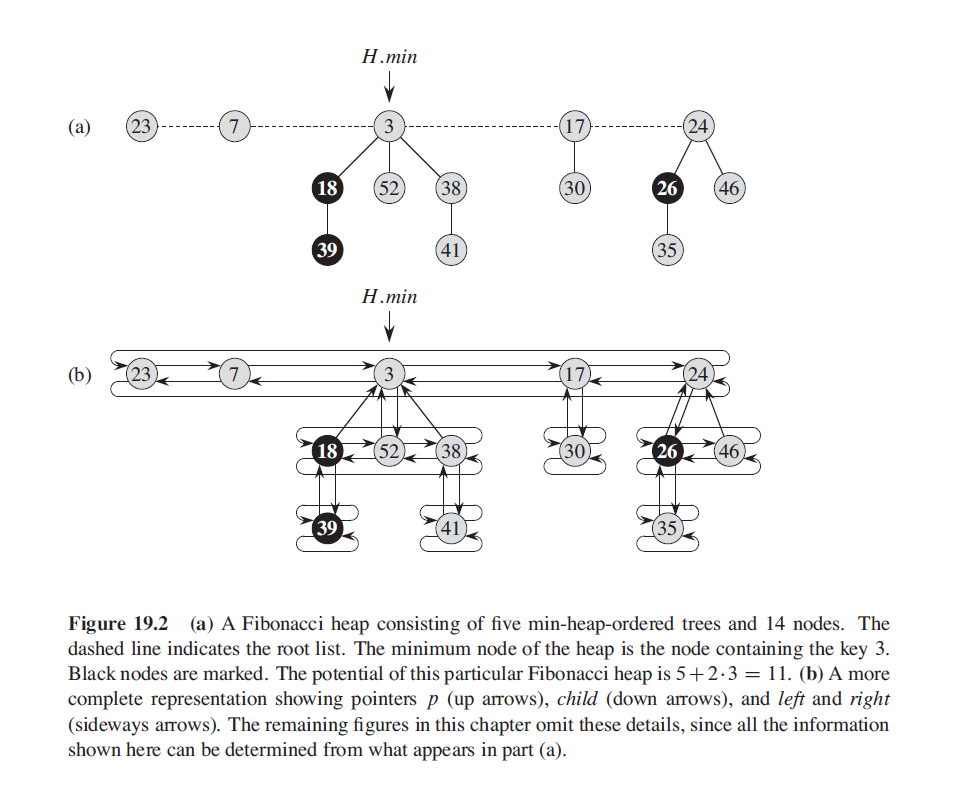 H.min
(a) 23 7 3 17 24
18 52 38 30 26 46
39 41 35
H.min
(b) 23 7 3 17 24
18 52 38 30 26 46
39 41 35
Figure 19.2 (a) A Fibonacci heap consisting of five min-heap-ordered trees and 14 nodes. The
dashed line indicates the root list. The minimum node of the heap is the node containing the key 3.
Black nodes are marked. The potential of this particular Fibonacci heap is 5+2·3 = 11. (b) A more
complete representation showing pointers p (up arrows), child (down arrows), and left and right
(sideways arrows). The remaining figures in this chapter omit these details, since all the information
shown here can be determined from what appears in part (a).